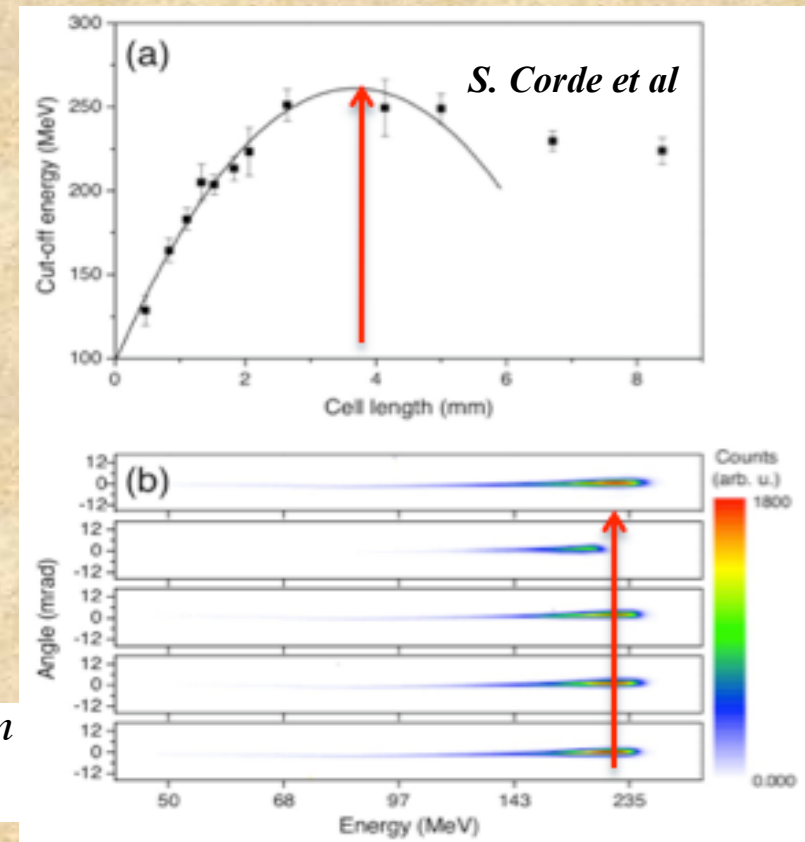 300
(a)
S. Corde et al
250
200
150
100
Cut-off energy (MeV)
0 2 4 6 8
Cell length (mm)
(b)
Counts
(arb. u.)
1800
0.000
12
0
-12
12
0
-12
12
0
-12
12
0
-12
12
0
-12
Angle (mrad)
50 68 97 143 235
Energy (MeV)